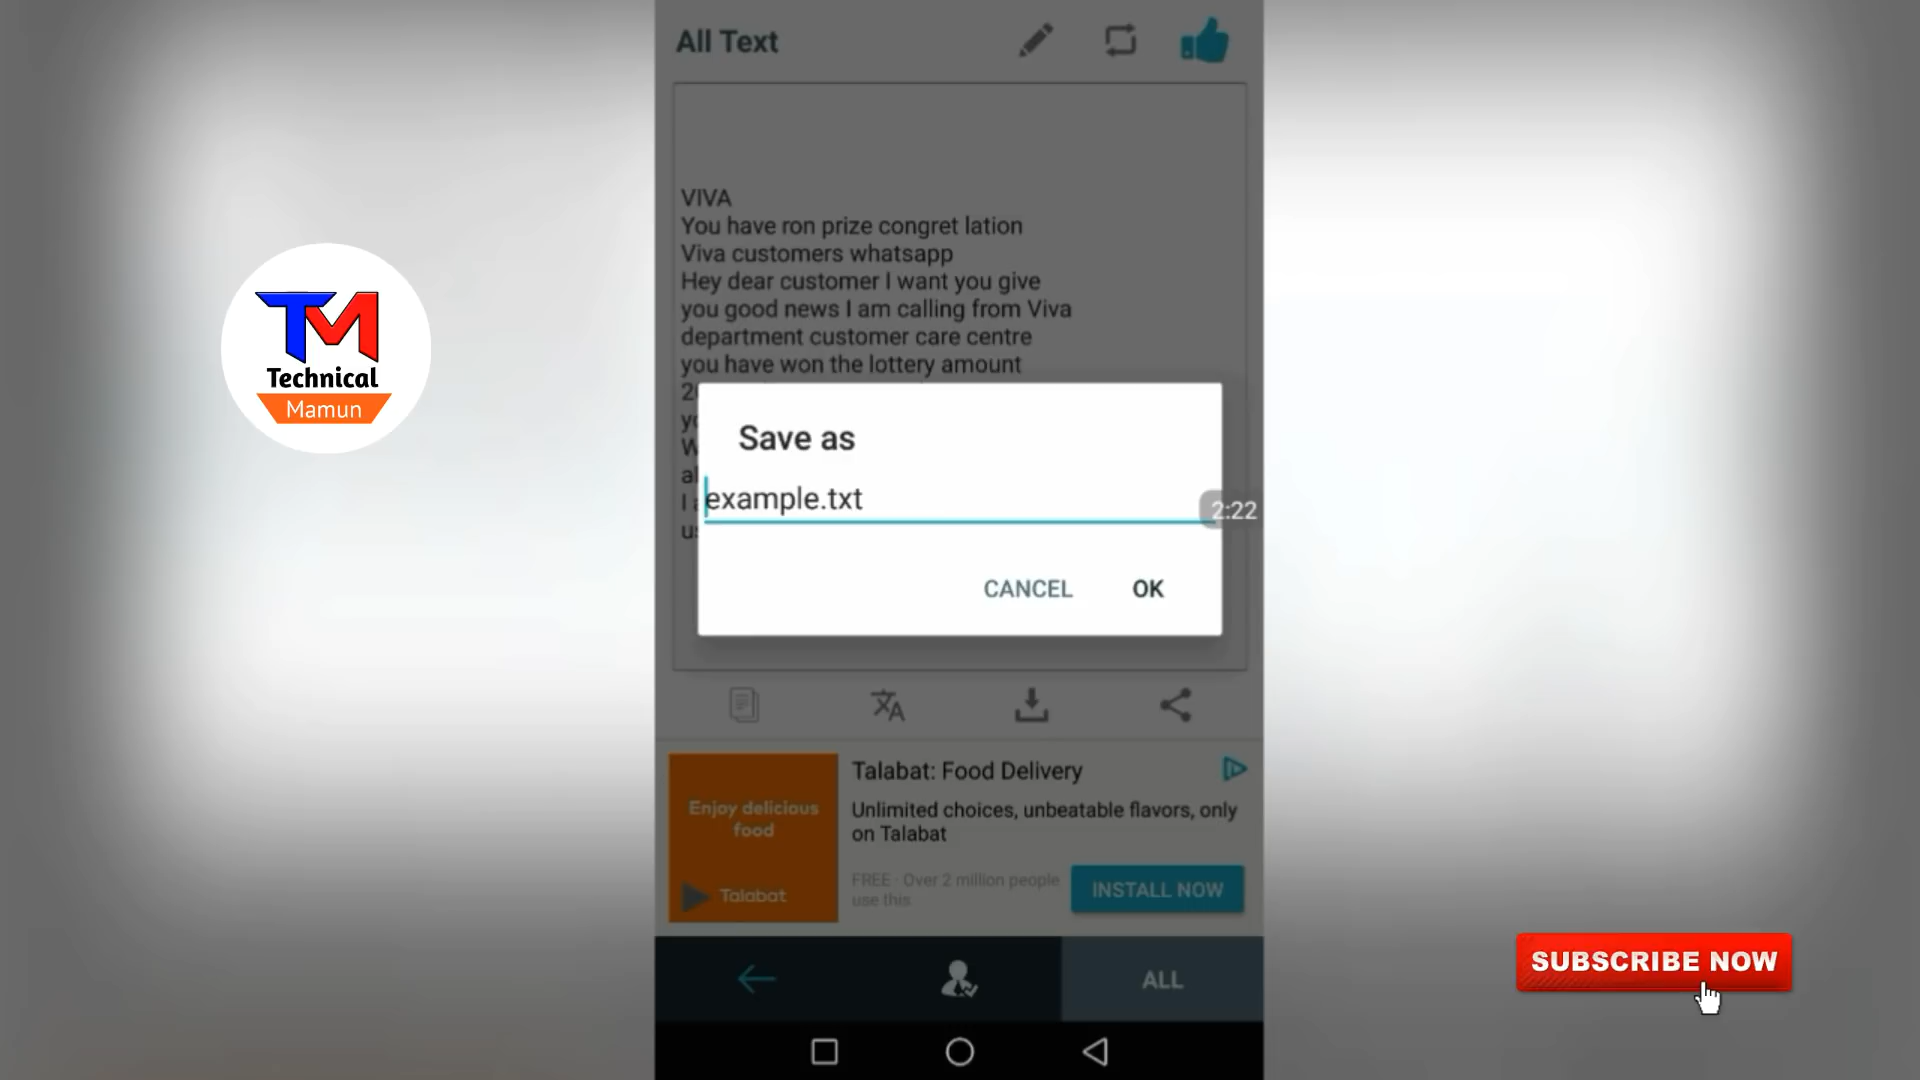 All Text
VIVA
You have ron prize congret lation
Viva customers whatsapp
Hey dear customer I want you give
you good news I am calling from Viva
department customer care centre
you have won the lottery amount
Save as
example.txt
2:22
CANCEL
OK
TM
Technical
Mamun
Enjoy delicious
food
Talabat
Talabat: Food Delivery
Unlimited choices, unbeatable flavors, only
on Talabat
FREE · Over 2 million people
use this
INSTALL NOW
ALL
SUBSCRIBE NOW